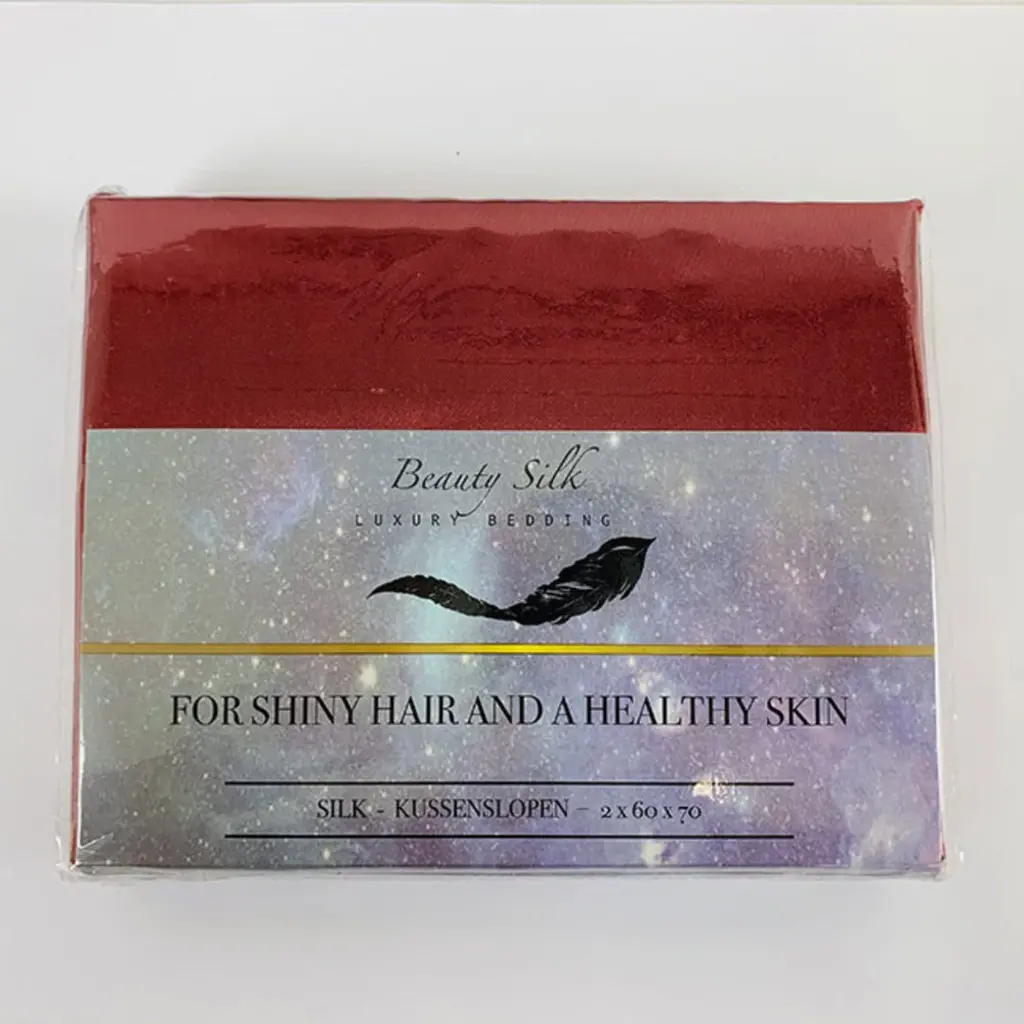 Beauty Silk
LUXURY BEDDING
FOR SHINY HAIR AND A HEALTHY SKIN
SILK - KUSSENSLOPEN - 2 x 60 x 70